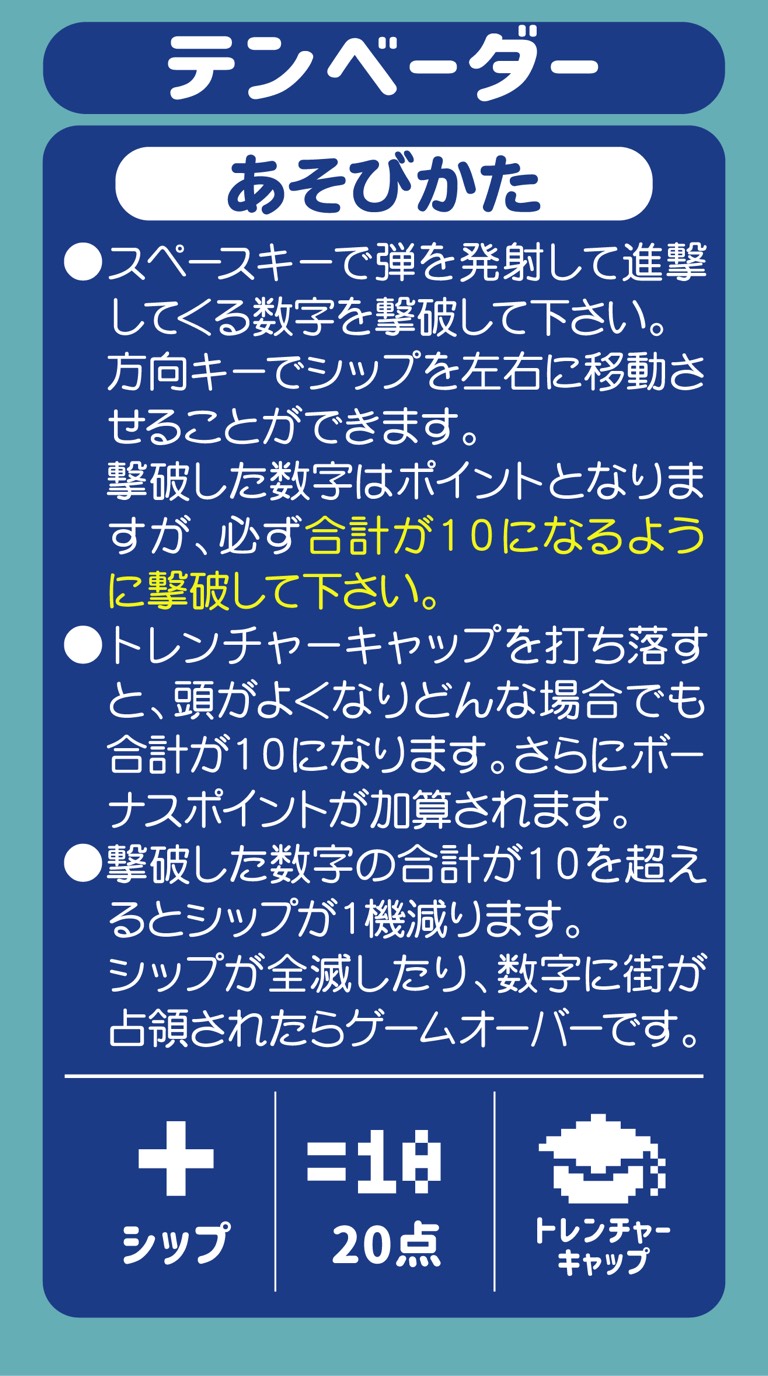 テンベーダー
あそびかた
●スペースキーで弾を発射して進撃
してくる数字を撃破して下さい。
方向キーでシップを左右に移動さ
せることができます。
撃破した数字はポイントとなりま
すが、必ず合計が10になるよう
に撃破して下さい。
●トレンチャーキャップを打ち落す
と、頭がよくなりどんな場合でも
合計が10になります。さらにボー
ナスポイントが加算されます。
●撃破した数字の合計が10を超え
るとシップが1機減ります。
シップが全滅したり、数字に街が
占領されたらゲームオーバーです。
=10
シップ
20点
トレンチャー
キャップ